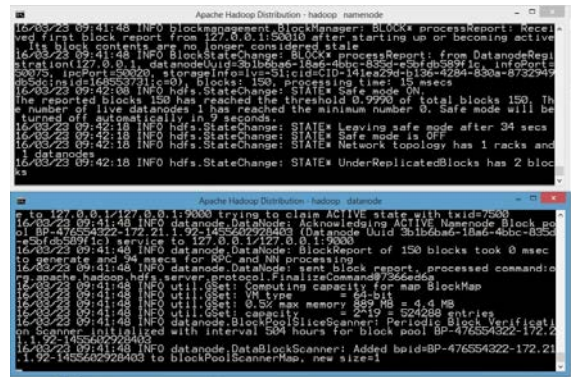 Apache Hadoop Distribution - hadoop namenode
16/03/23 09:41:48 INFO blockmanagement.BlockManager: BLOCK* processReport: Recei
ved first block report from 127.0.0.1:50010 after starting up or becoming active
. Its block contents are no longer considered stale
16/03/23 09:41:48 INFO BlockStateChange: BLOCK* processReport: from DatanodeRegi
stration(127.0.0.1, datanodeUuid=3b1b6aa6-18a6-4bbc-835d-e5bfdb589f1c, infoPort=
50075, ipcPort=50020, storageInfo=lv=-51;cid=CID-141ea29d-b136-4284-830a-8732949
blocks: 150, processing time: 15 msecs
16/03/23 09:41:48 INFO hdfs.StateChange: STATE* Safe mode ON.
The reported blocks 150 has reached the threshold 0.9990 of total blocks 150. Th
e number of live datanodes 1 has reached the minimum number 0. Safe mode will be
turned off automatically in 9 seconds.
16/03/23 09:42:18 INFO hdfs.StateChange: STATE* Leaving safe mode after 34 secs
16/03/23 09:42:18 INFO hdfs.StateChange: STATE* Safe mode is OFF
16/03/23 09:42:18 INFO hdfs.StateChange: STATE* Network topology has 1 racks and
1 datanodes
16/03/23 09:42:18 INFO hdfs.StateChange: STATE* UnderReplicatedBlocks has 2 bloc
ks
Apache Hadoop Distribution - hadoop datanode
e to 127.0.0.1/127.0.0.1:9000 trying to claim ACTIVE state with txid=7500
16/03/23 09:41:48 INFO datanode.DataNode: Acknowledging ACTIVE Namenode Block po
ol BP-476554322-172.21.1.92-1455602928403 (Datanode Uuid 3b1b6aa6-18a6-4bbc-835d
-e5bfdb589f1c) service to 127.0.0.1/127.0.0.1:9000
16/03/23 09:41:48 INFO datanode.DataNode: BlockReport of 150 blocks took 0 msec
to generate and 94 msecs for RPC and NN processing
16/03/23 09:41:48 INFO datanode.DataNode: sent block report, processed command:o
rg.apache.hadoop.hdfs.server.protocol.FinalizeCommand@7366ed6a
16/03/23 09:41:48 INFO util.GSet: Computing capacity for map BlockMap
16/03/23 09:41:48 INFO util.GSet: VM type = 64-bit
16/03/23 09:41:48 INFO util.GSet: 0.5% max memory 889 MB = 4.4 MB
16/03/23 09:41:48 INFO util.GSet: capacity = 2^19 = 524288 entries
16/03/23 09:41:48 INFO datanode.BlockPoolSliceScanner: Periodic Block Verificati
on Scanner initialized with interval 504 hours for block pool BP-476554322-172.2
1.1.92-1455602928403
16/03/23 09:41:48 INFO datanode.DataBlockScanner: Added bpid=BP-476554322-172.21
.1.92-1455602928403 to blockPoolScannerMap, new size=1